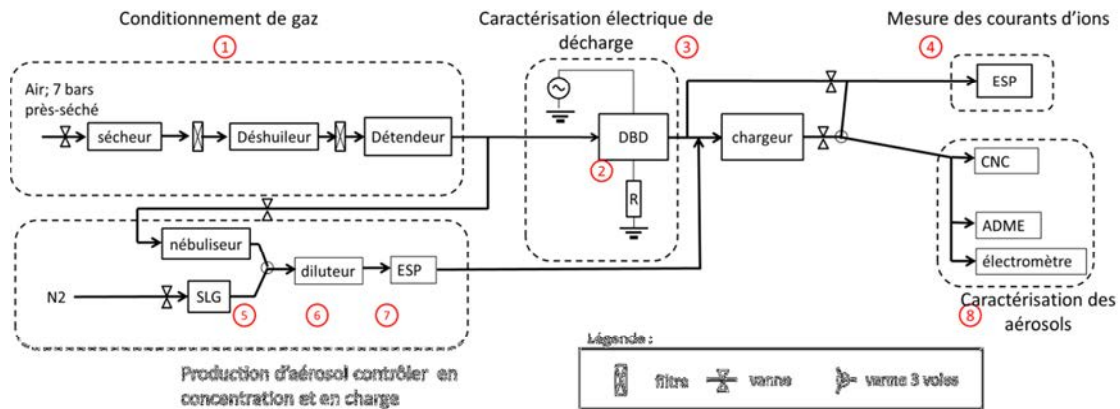 Conditionnement de gaz
1
Caractérisation électrique de
décharge
3
Mesure des courants d'ions
4
Air; 7 bars
près-séché
sécheur
Déshuileur
Détendeur
DBD
2
R
chargeur
ESP
CNC
ADME
électromètre
Caractérisation des
8
aérosols
nébuliseur
N2
SLG
diluteur
ESP
5
6
7
Production d'aérosol contrôler en
concentration et en charge
Légende :
filtre
vanne
vanne 3 voies